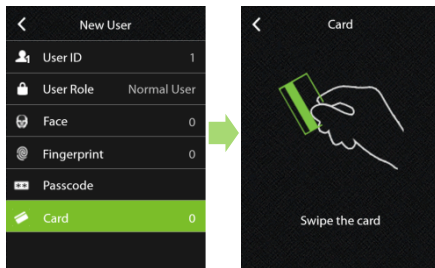 New User
User ID 1
User Role Normal User
Face 0
Fingerprint 0
Passcode
Card 0
Card
Swipe the card